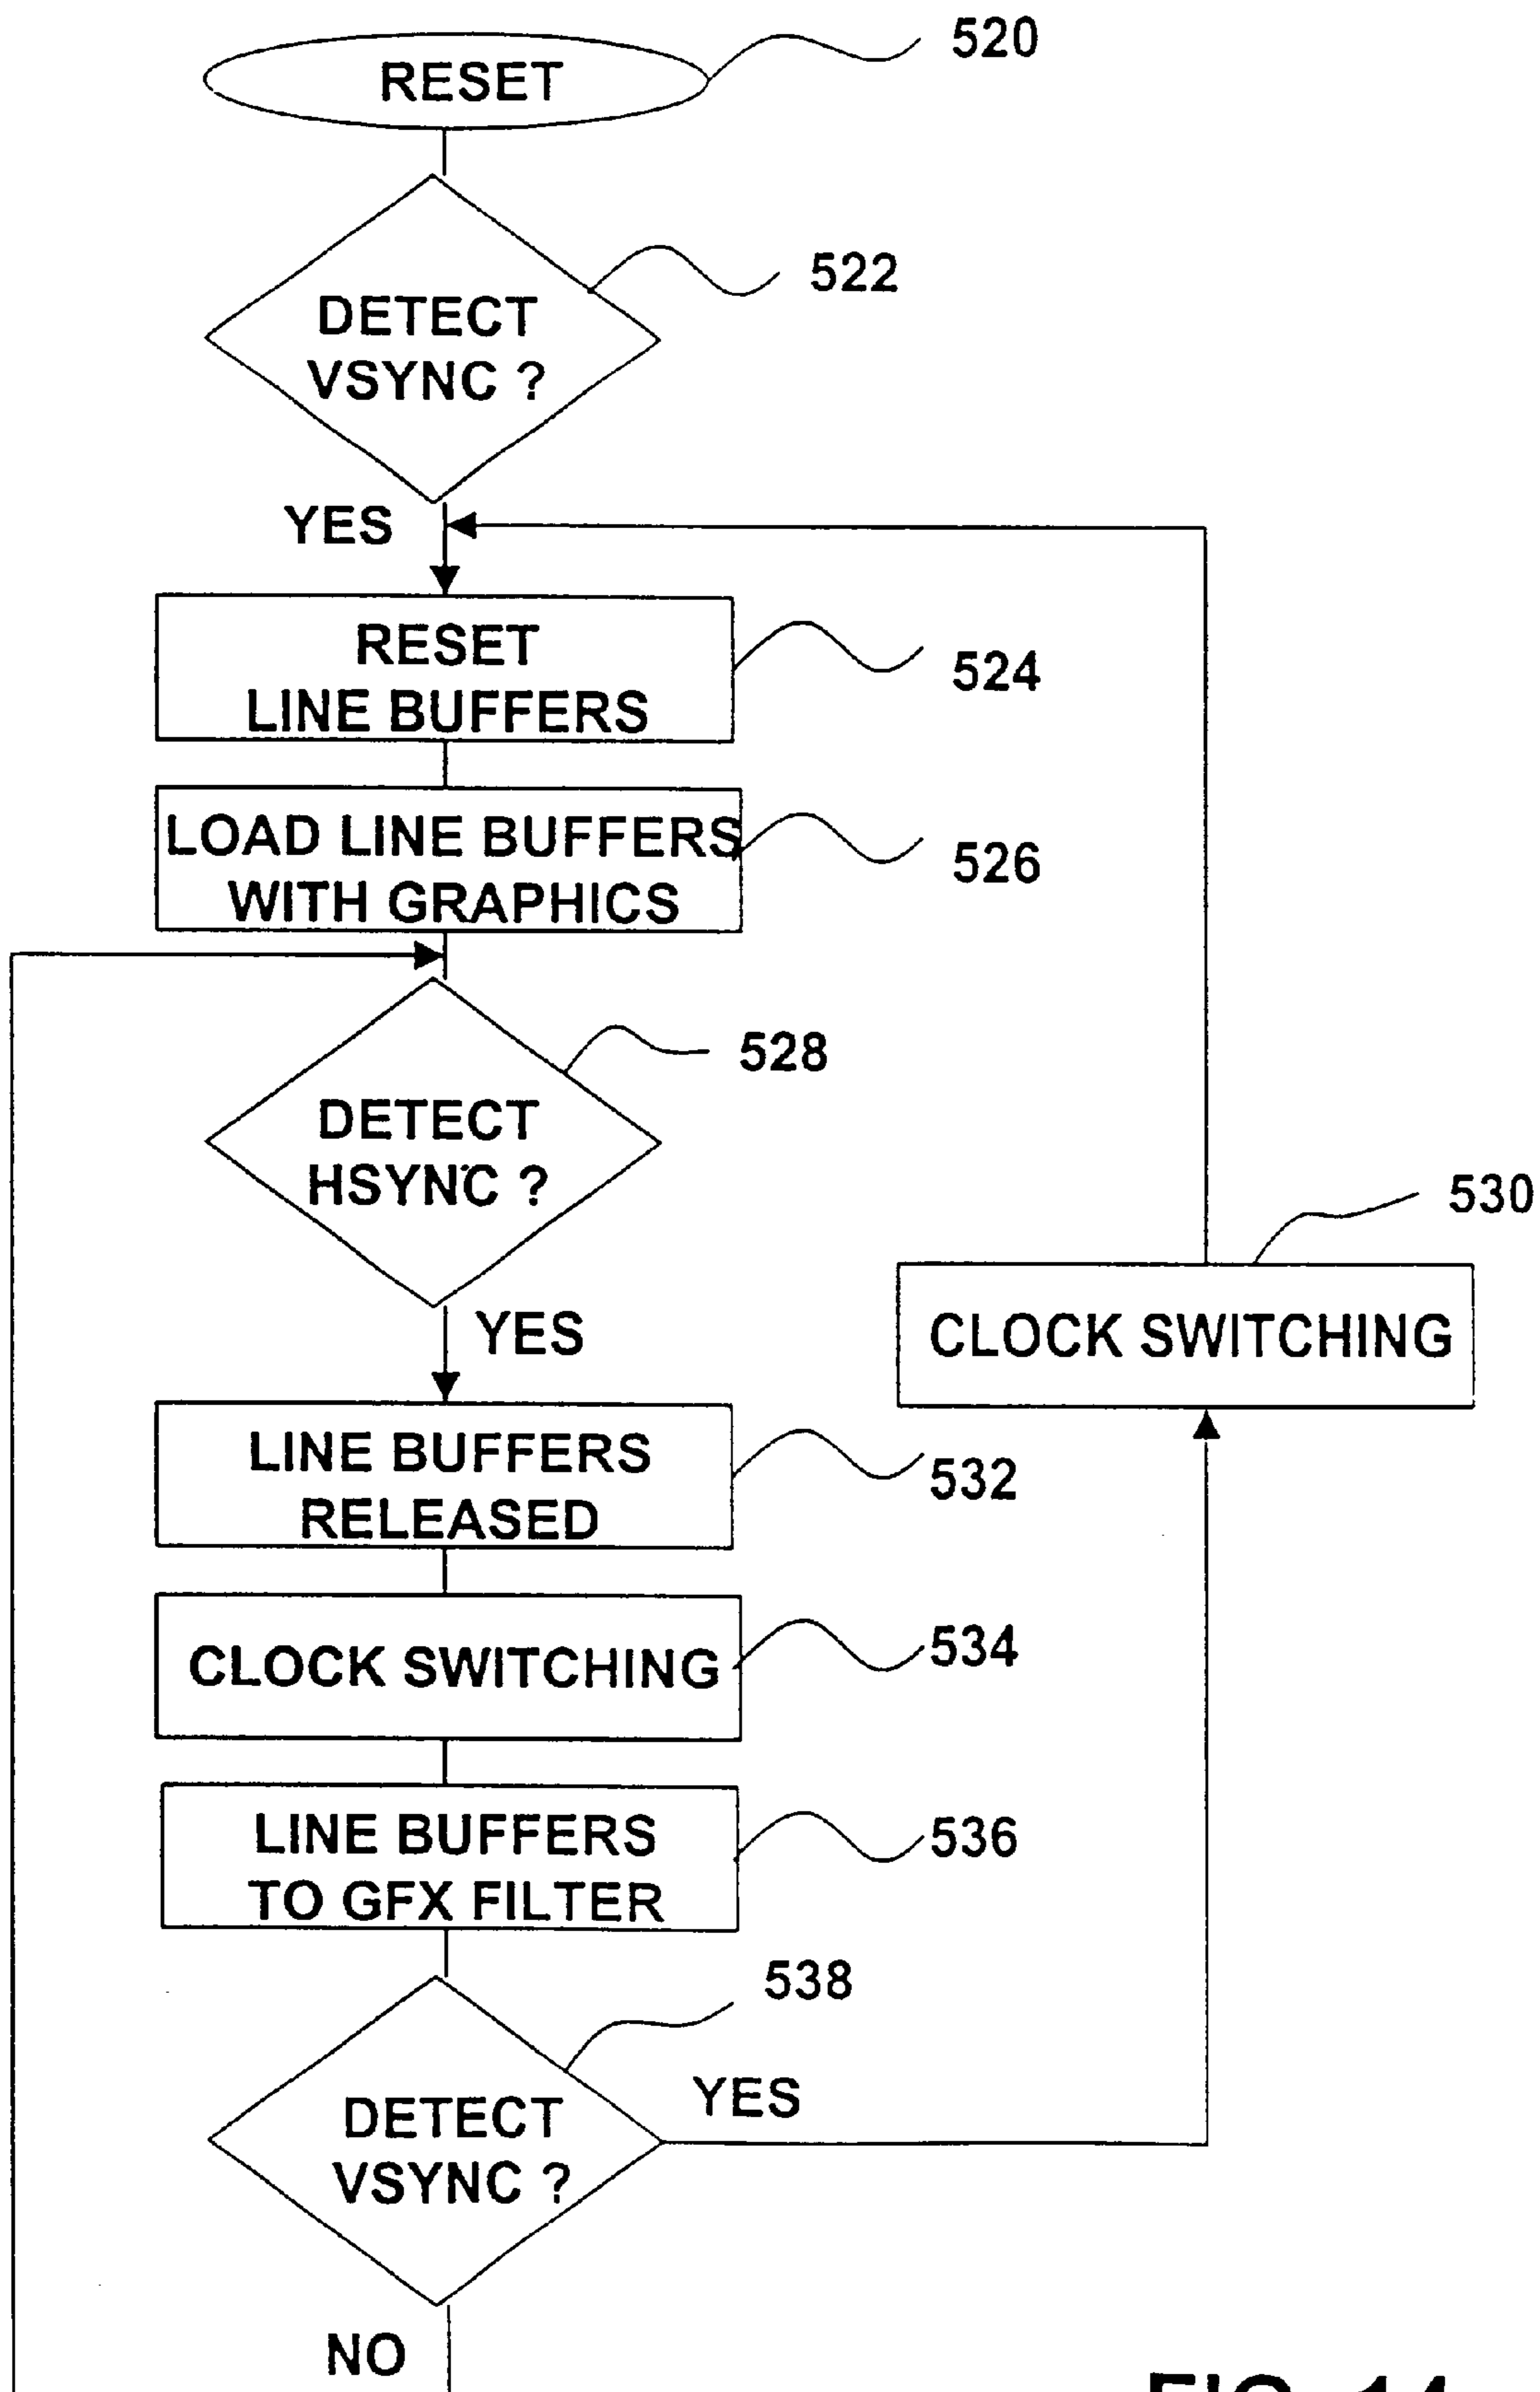 RESET
520
DETECT
VSYNC ?
522
YES
RESET
LINE BUFFERS
524
LOAD LINE BUFFERS
WITH GRAPHICS
526
DETECT
HSYNC ?
528
YES
530
CLOCK SWITCHING
LINE BUFFERS
RELEASED
532
CLOCK SWITCHING
534
LINE BUFFERS
TO GFX FILTER
536
538
DETECT
VSYNC ?
YES
NO
FIG. 14